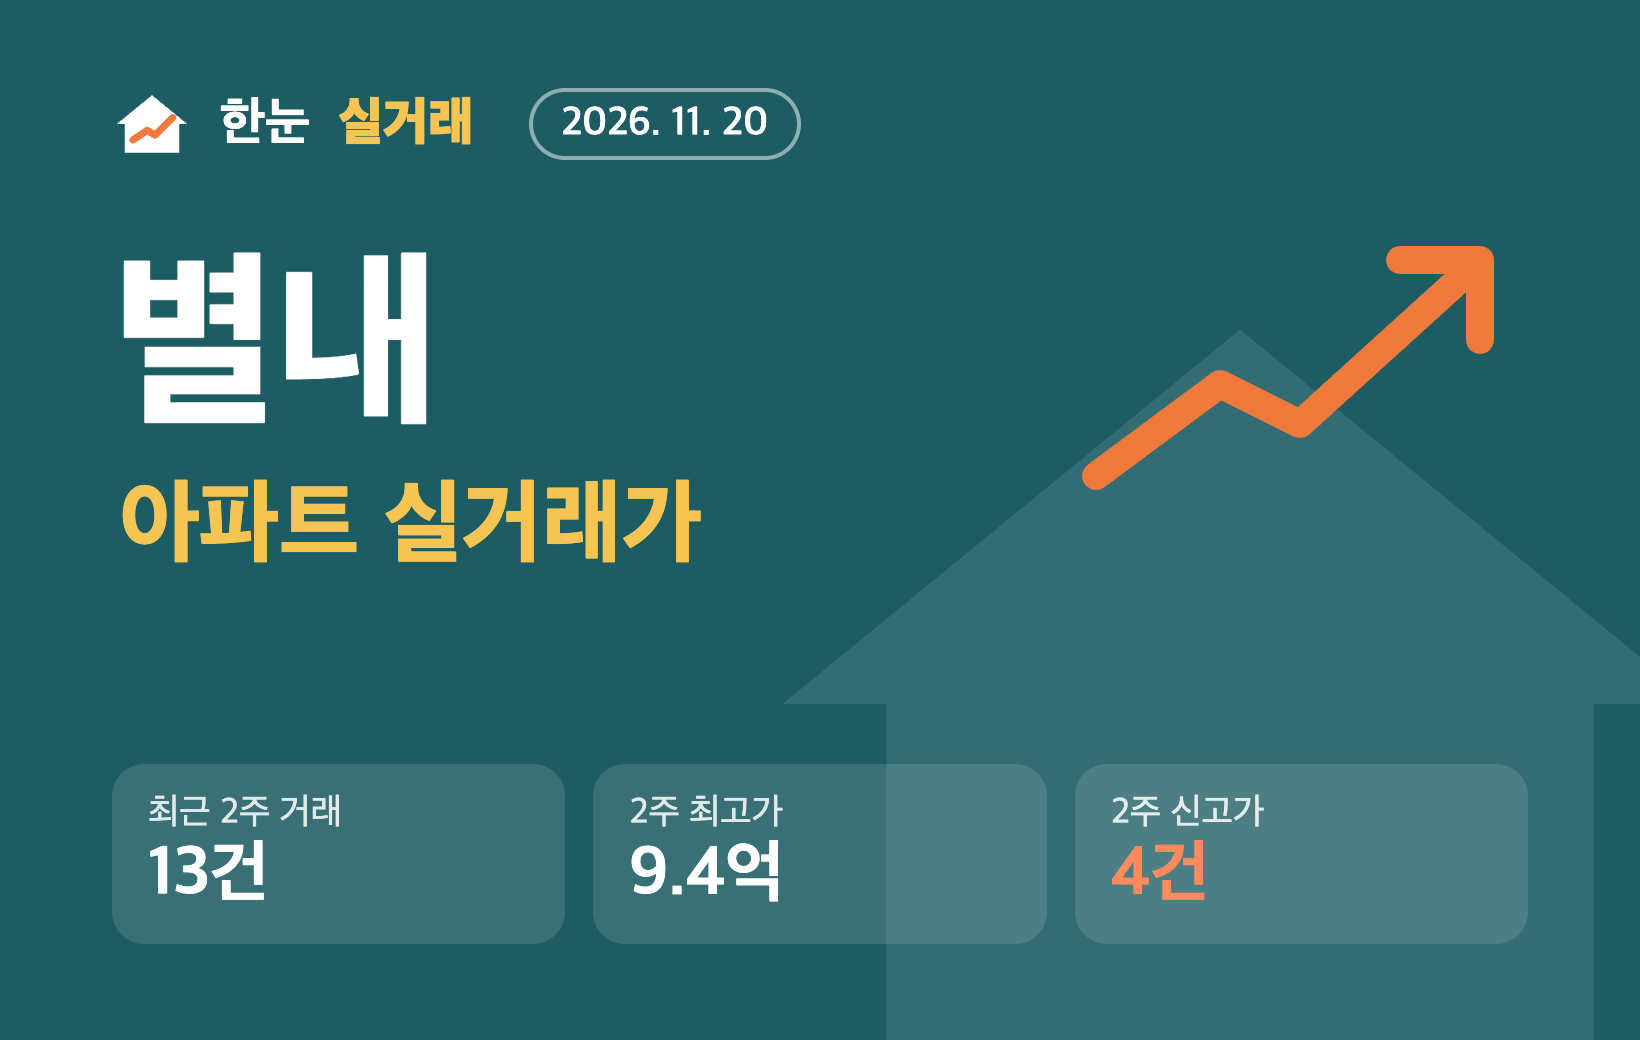 한눈 실거래 2026. 11. 20
별내
아파트 실거래가
최근 2주 거래
13건
2주 최고가
9.4억
2주 신고가
4건